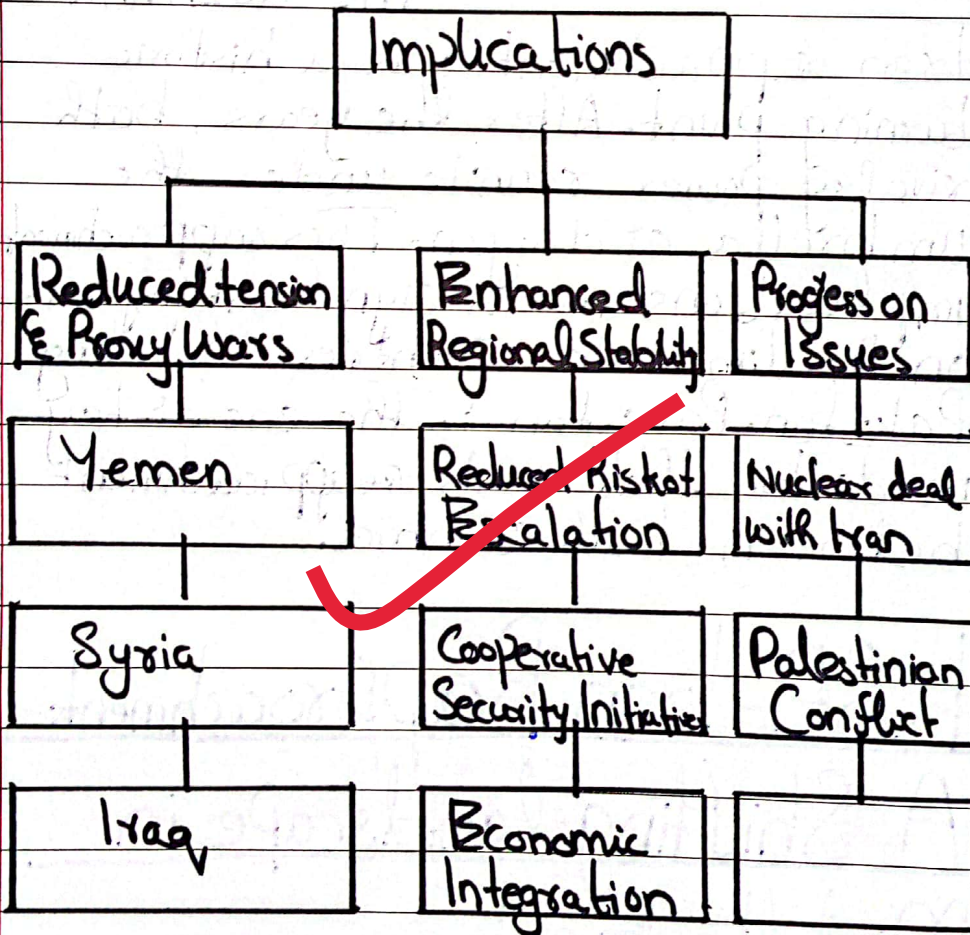 Implications
Reduced tension
& Proxy Wars
Enhanced
Regional Stability
Progess on
Issues
Yemen
Reduced Risk of
Escalation
Nuclear deal
with Iran
Syria
Cooperative
Security Initiatives
Palestinian
Conflict
Iraq
Economic
Integration